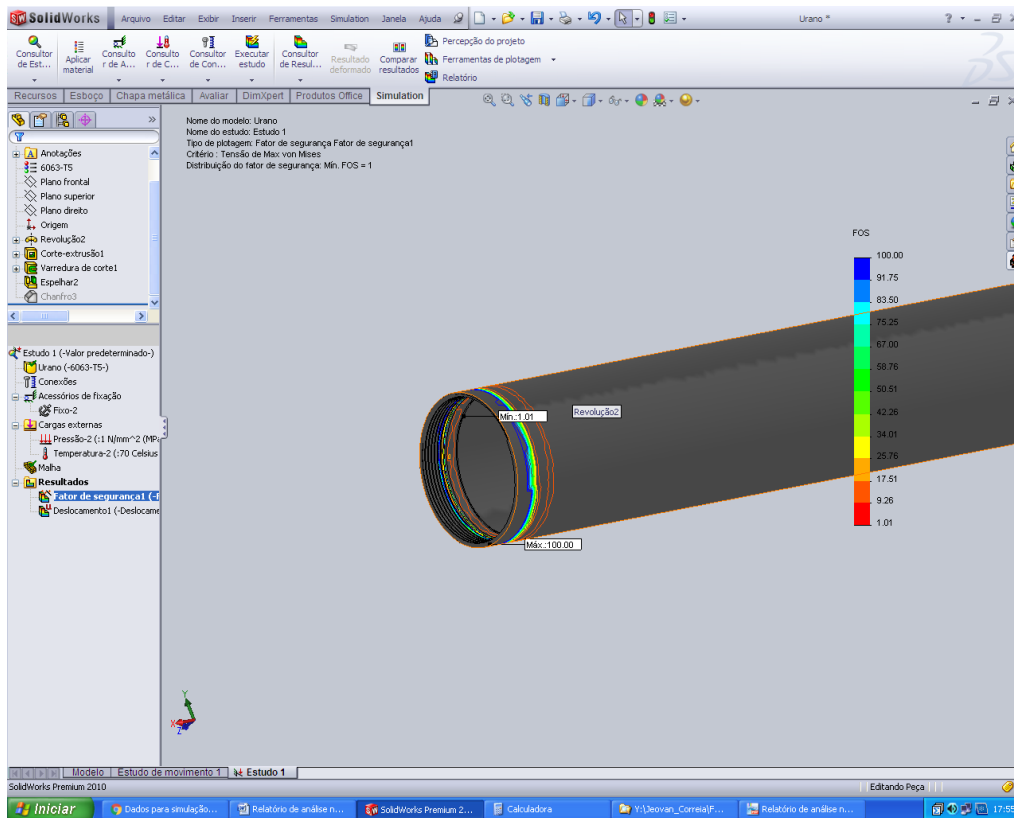 SolidWorks Arquivo Editar Exibir Inserir Ferramentas Simulation Janela Ajuda Urano *
Consultor de Est...
Aplicar material
Consulto r de A...
Consulto r de C...
Consultor de Con...
Executar estudo
Consultor de Resul...
Resultado deformado
Comparar resultados
Percepção do projeto
Ferramentas de plotagem
Relatório
Recursos Esboço Chapa metálica Avaliar DimXpert Produtos Office Simulation
Anotações
6063-T5
Plano frontal
Plano superior
Plano direito
Origem
Revolução2
Corte-extrusão1
Varredura de corte1
Espelhar2
Chanfro3
Estudo 1 (-Valor predeterminado-)
Urano (-6063-T5-)
Conexões
Acessórios de fixação
Fixo-2
Cargas externas
Pressão-2 (:1 N/mm^2 (MPa
Temperatura-2 (:70 Celsius
Malha
Resultados
Fator de segurança1 (-F
Deslocamento1 (-Deslocame
Nome do modelo: Urano
Nome do estudo: Estudo 1
Tipo de plotagem: Fator de segurança Fator de segurança1
Critério : Tensão de Max von Mises
Distribuição do fator de segurança: Mín. FOS = 1
FOS
100.00
91.75
83.50
75.25
67.00
58.76
50.51
42.26
34.01
25.76
17.51
9.26
1.01
Mín.:1.01
Revolução2
Máx.:100.00
Y
X
Z
Modelo Estudo de movimento 1 Estudo 1
SolidWorks Premium 2010 Editando Peça
Iniciar Dados para simulação... Relatório de análise n... SolidWorks Premium 2... Calculadora Y:\Jeovan_Correia\F... Relatório de análise n... 17:55